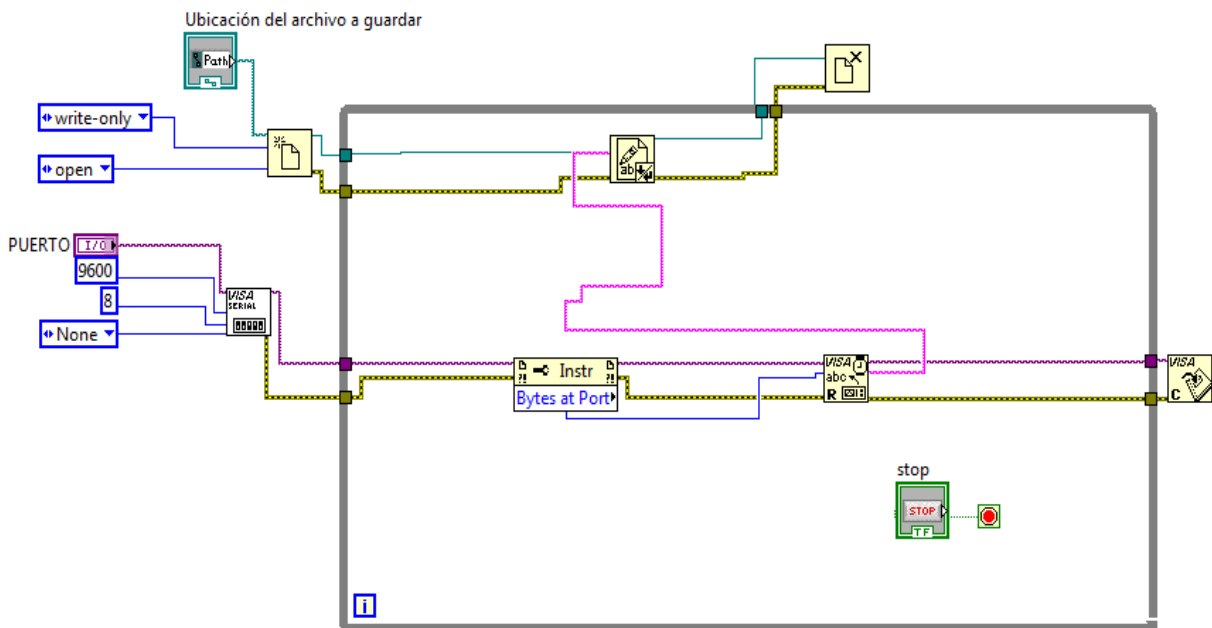 Ubicación del archivo a guardar
Path
write-only
open
ab
PUERTO
I/O
9600
8
None
VISA
SERIAL
Instr
Bytes at Port
VISA
abc
R
VISA
C
stop
STOP
TF
i